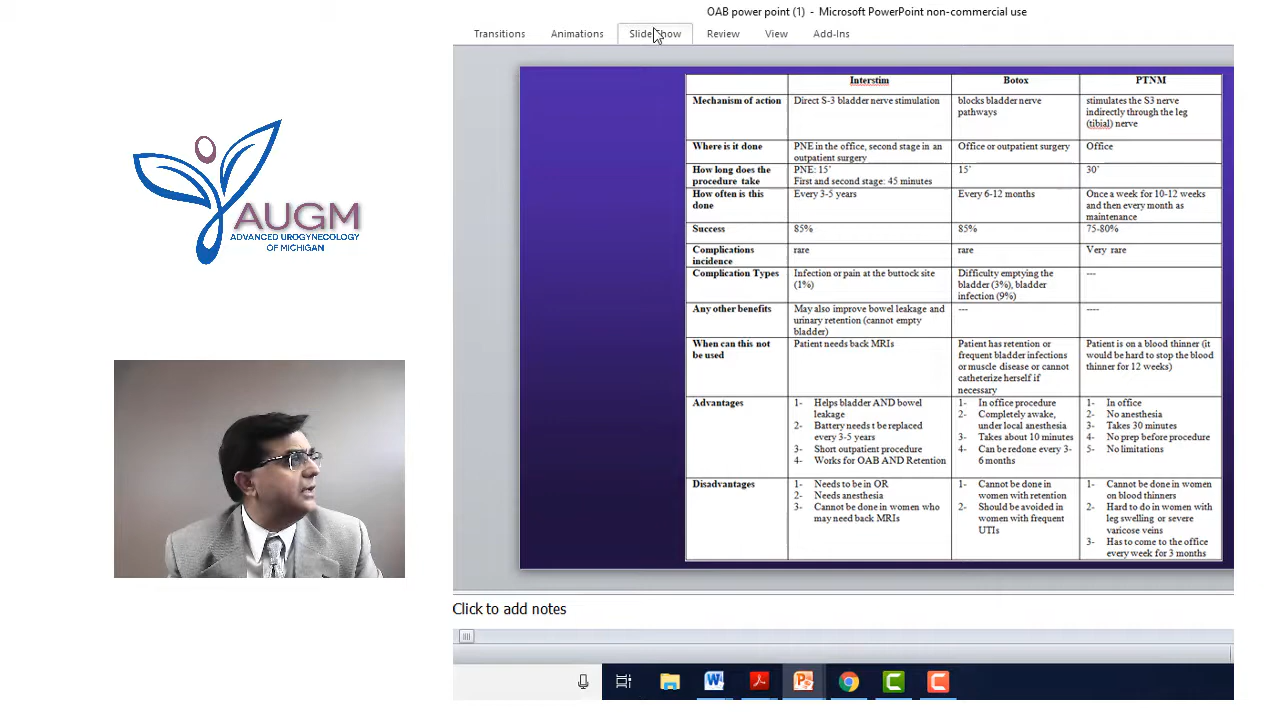 OAB power point (1) - Microsoft PowerPoint non-commercial use
Transitions Animations Slide Show Review View Add-Ins
AUGM
ADVANCED UROGYNECOLOGY
OF MICHIGAN
Interstim Botox PTNM
Mechanism of action
Direct S-3 bladder nerve stimulation
blocks bladder nerve
pathways
stimulates the S3 nerve
indirectly through the leg
(tibial) nerve
Where is it done
PNE in the office, second stage in an
outpatient surgery
Office or outpatient surgery
Office
How long does the
procedure take
PNE: 15'
First and second stage: 45 minutes
15'
30'
How often is this
done
Every 3-5 years
Every 6-12 months
Once a week for 10-12 weeks
and then every month as
maintenance
Success
85%
85%
75-80%
Complications
incidence
rare
rare
Very rare
Complication Types
Infection or pain at the buttock site
(1%)
Difficulty emptying the
bladder (3%), bladder
infection (9%)
---
Any other benefits
May also improve bowel leakage and
urinary retention (cannot empty
bladder)
---
----
When can this not
be used
Patient needs back MRIs
Patient has retention or
frequent bladder infections
or muscle disease or cannot
catheterize herself if
necessary
Patient is on a blood thinner (it
would be hard to stop the blood
thinner for 12 weeks)
Advantages
1- Helps bladder AND bowel
leakage
2- Battery needs t be replaced
every 3-5 years
3- Short outpatient procedure
4- Works for OAB AND Retention
1- In office procedure
2- Completely awake,
under local anesthesia
3- Takes about 10 minutes
4- Can be redone every 3-
6 months
1- In office
2- No anesthesia
3- Takes 30 minutes
4- No prep before procedure
5- No limitations
Disadvantages
1- Needs to be in OR
2- Needs anesthesia
3- Cannot be done in women who
may need back MRIs
1- Cannot be done in
women with retention
2- Should be avoided in
women with frequent
UTIs
1- Cannot be done in women
on blood thinners
2- Hard to do in women with
leg swelling or severe
varicose veins
3- Has to come to the office
every week for 3 months
Click to add notes